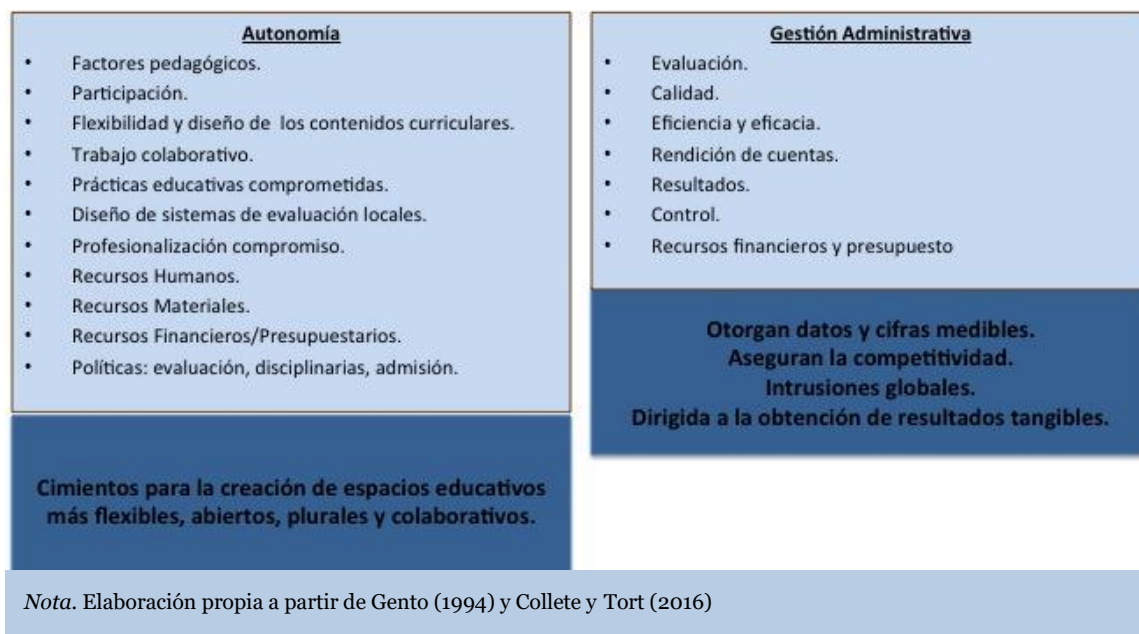 Autonomía
• Factores pedagógicos.
• Participación.
• Flexibilidad y diseño de los contenidos curriculares.
• Trabajo colaborativo.
• Prácticas educativas comprometidas.
• Diseño de sistemas de evaluación locales.
• Profesionalización compromiso.
• Recursos Humanos.
• Recursos Materiales.
• Recursos Financieros/Presupuestarios.
• Políticas: evaluación, disciplinarias, admisión.
Cimientos para la creación de espacios educativos
más flexibles, abiertos, plurales y colaborativos.
Gestión Administrativa
• Evaluación.
• Calidad.
• Eficiencia y eficacia.
• Rendición de cuentas.
• Resultados.
• Control.
• Recursos financieros y presupuesto
Otorgan datos y cifras medibles.
Aseguran la competitividad.
Intrusiones globales.
Dirigida a la obtención de resultados tangibles.
Nota. Elaboración propia a partir de Gento (1994) y Collete y Tort (2016)